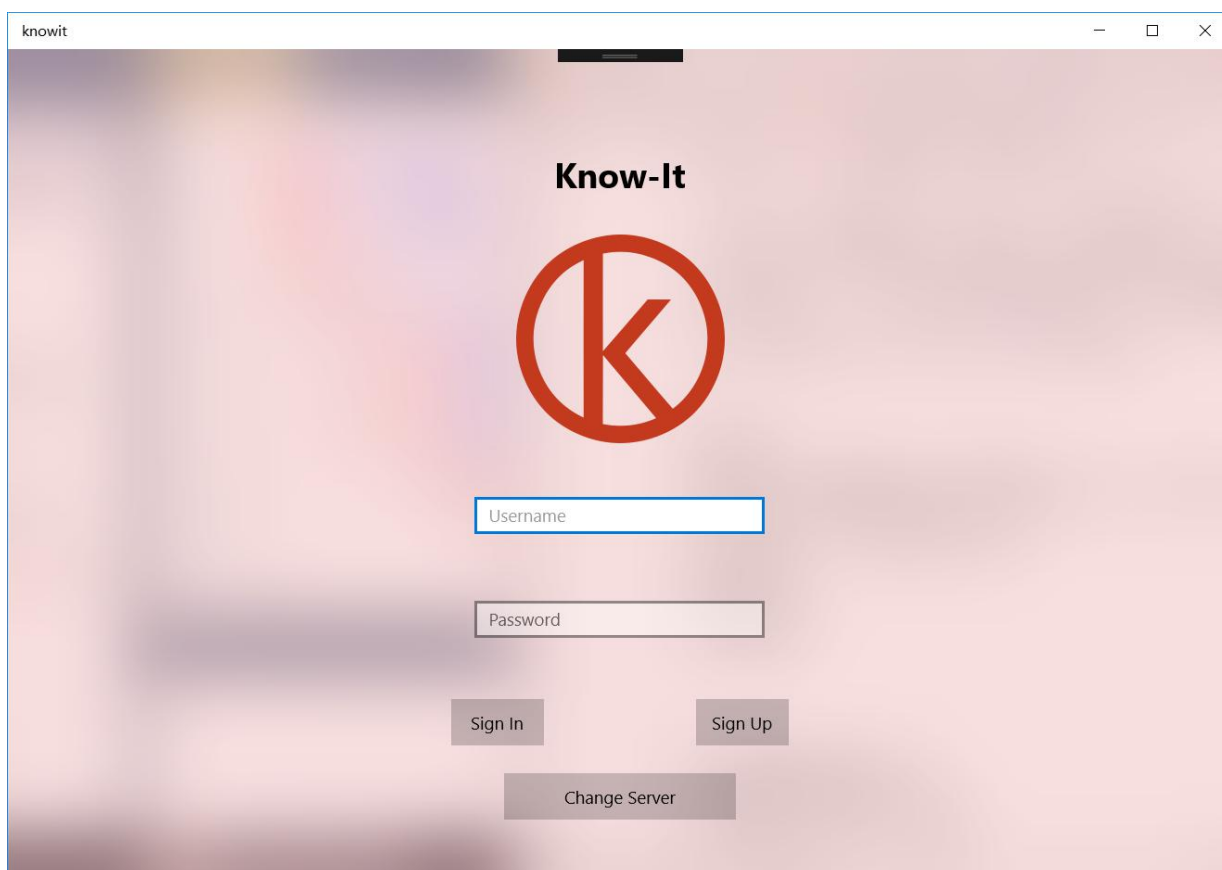 knowit
Know-It
k
Username
Password
Sign In
Sign Up
Change Server